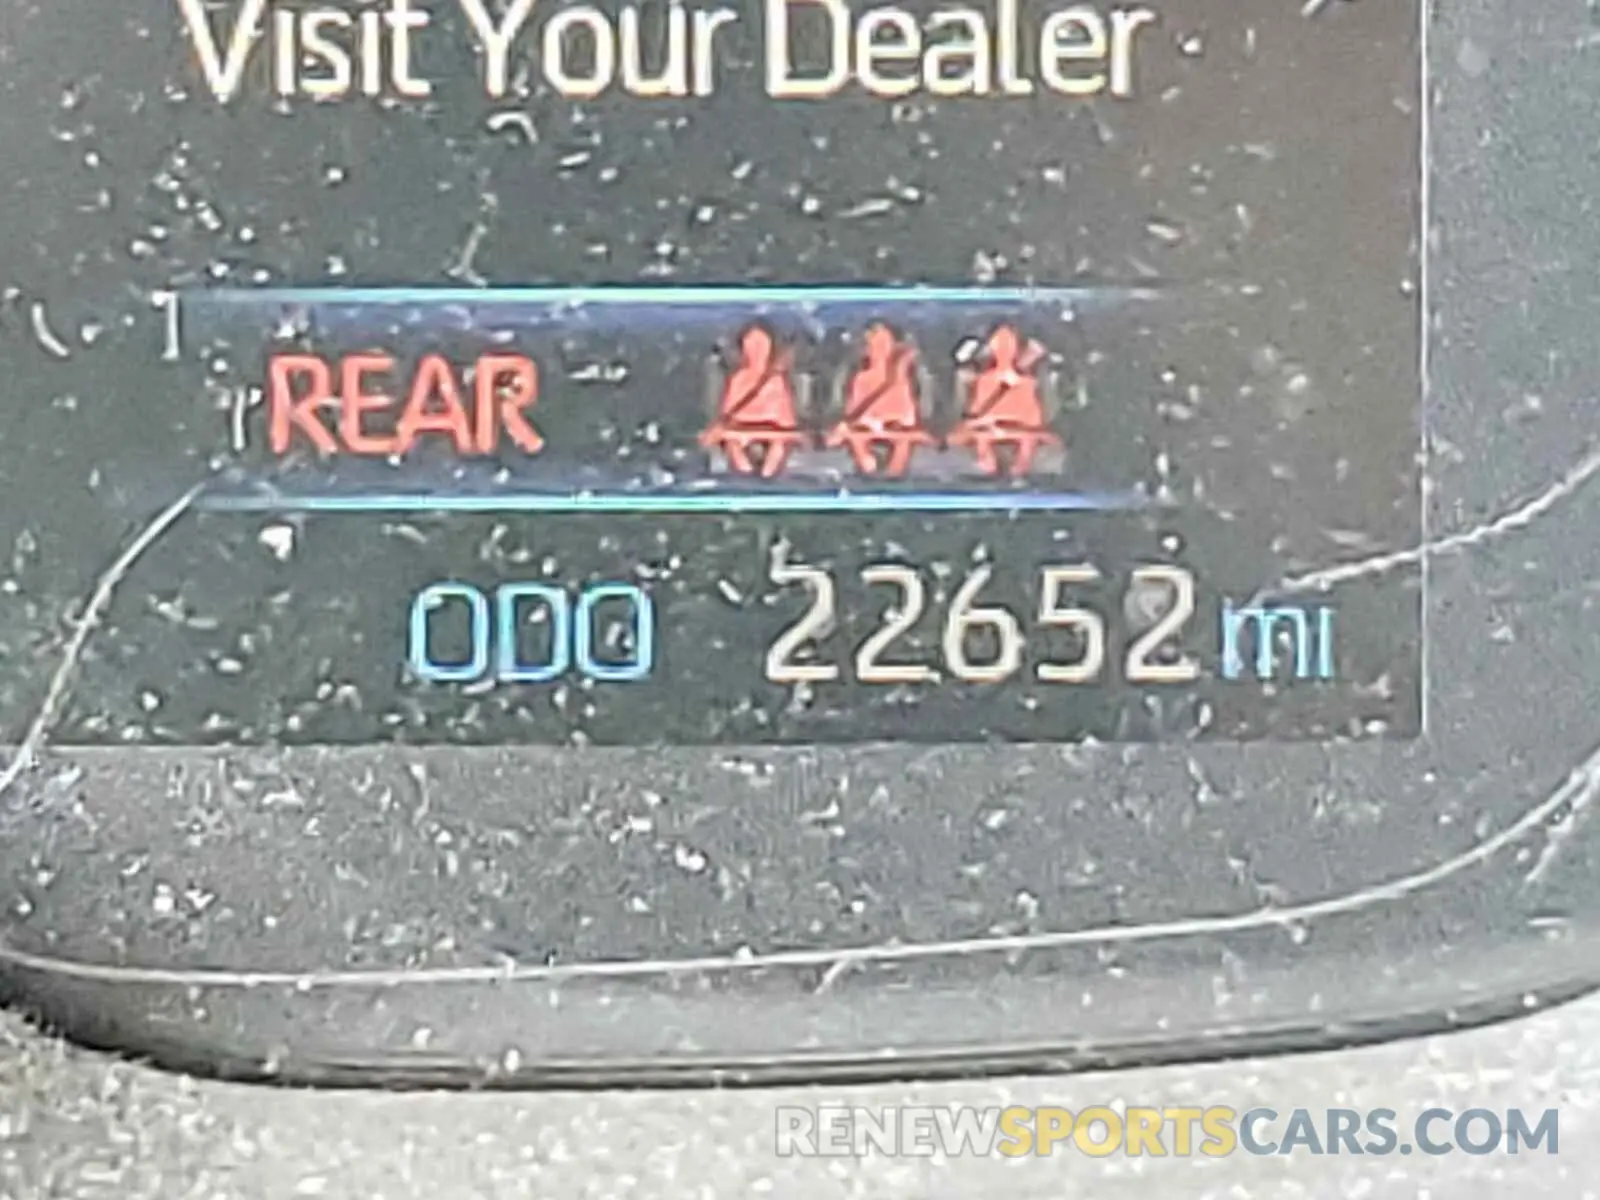 Visit Your Dealer
REAR
ODO 22652 mi
RENEWSPORTSCARS.COM